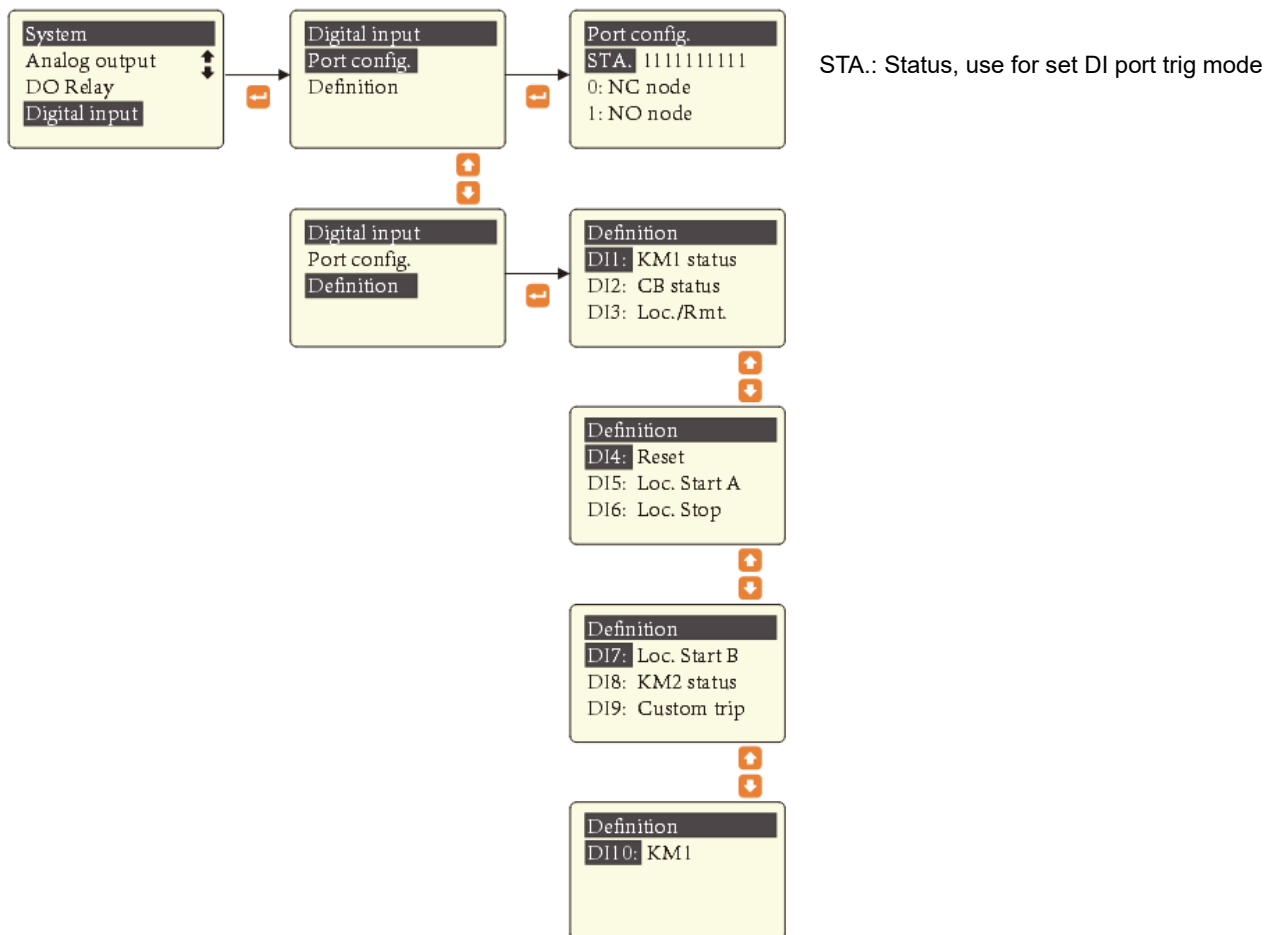 System
Analog output
DO Relay
Digital input
Digital input
Port config.
Definition
Port config.
STA. 1111111111
0: NC node
1: NO node
STA.: Status, use for set DI port trig mode
Digital input
Port config.
Definition
Definition
DI1: KM1 status
DI2: CB status
DI3: Loc./Rmt.
Definition
DI4: Reset
DI5: Loc. Start A
DI6: Loc. Stop
Definition
DI7: Loc. Start B
DI8: KM2 status
DI9: Custom trip
Definition
DI10: KM1